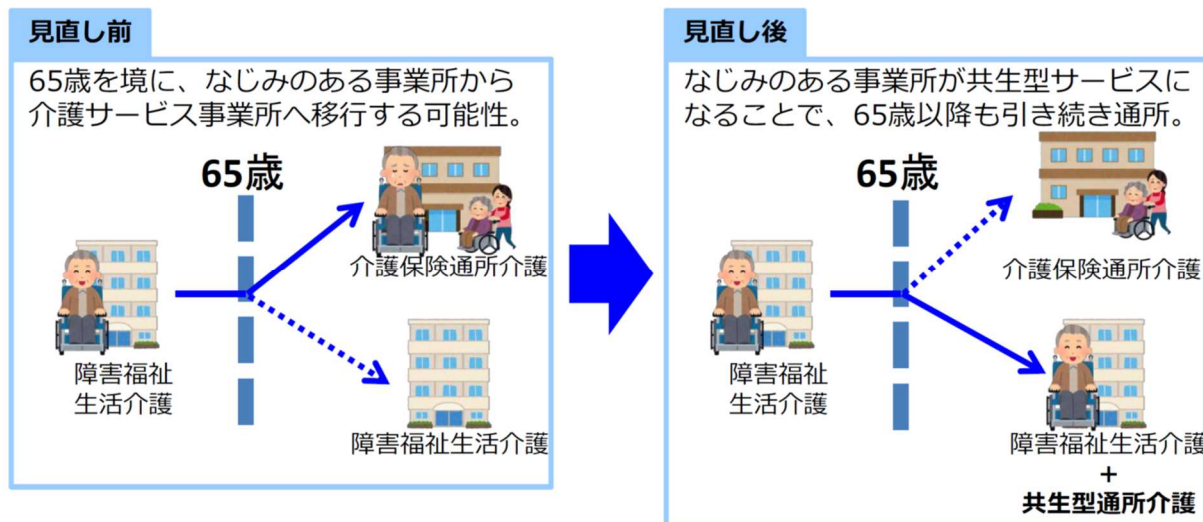 見直し前
65歳を境に、なじみのある事業所から
介護サービス事業所へ移行する可能性。
65歳
介護保険通所介護
障害福祉
生活介護
障害福祉生活介護
見直し後
なじみのある事業所が共生型サービスに
なることで、65歳以降も引き続き通所。
65歳
介護保険通所介護
障害福祉
生活介護
障害福祉生活介護
+
共生型通所介護